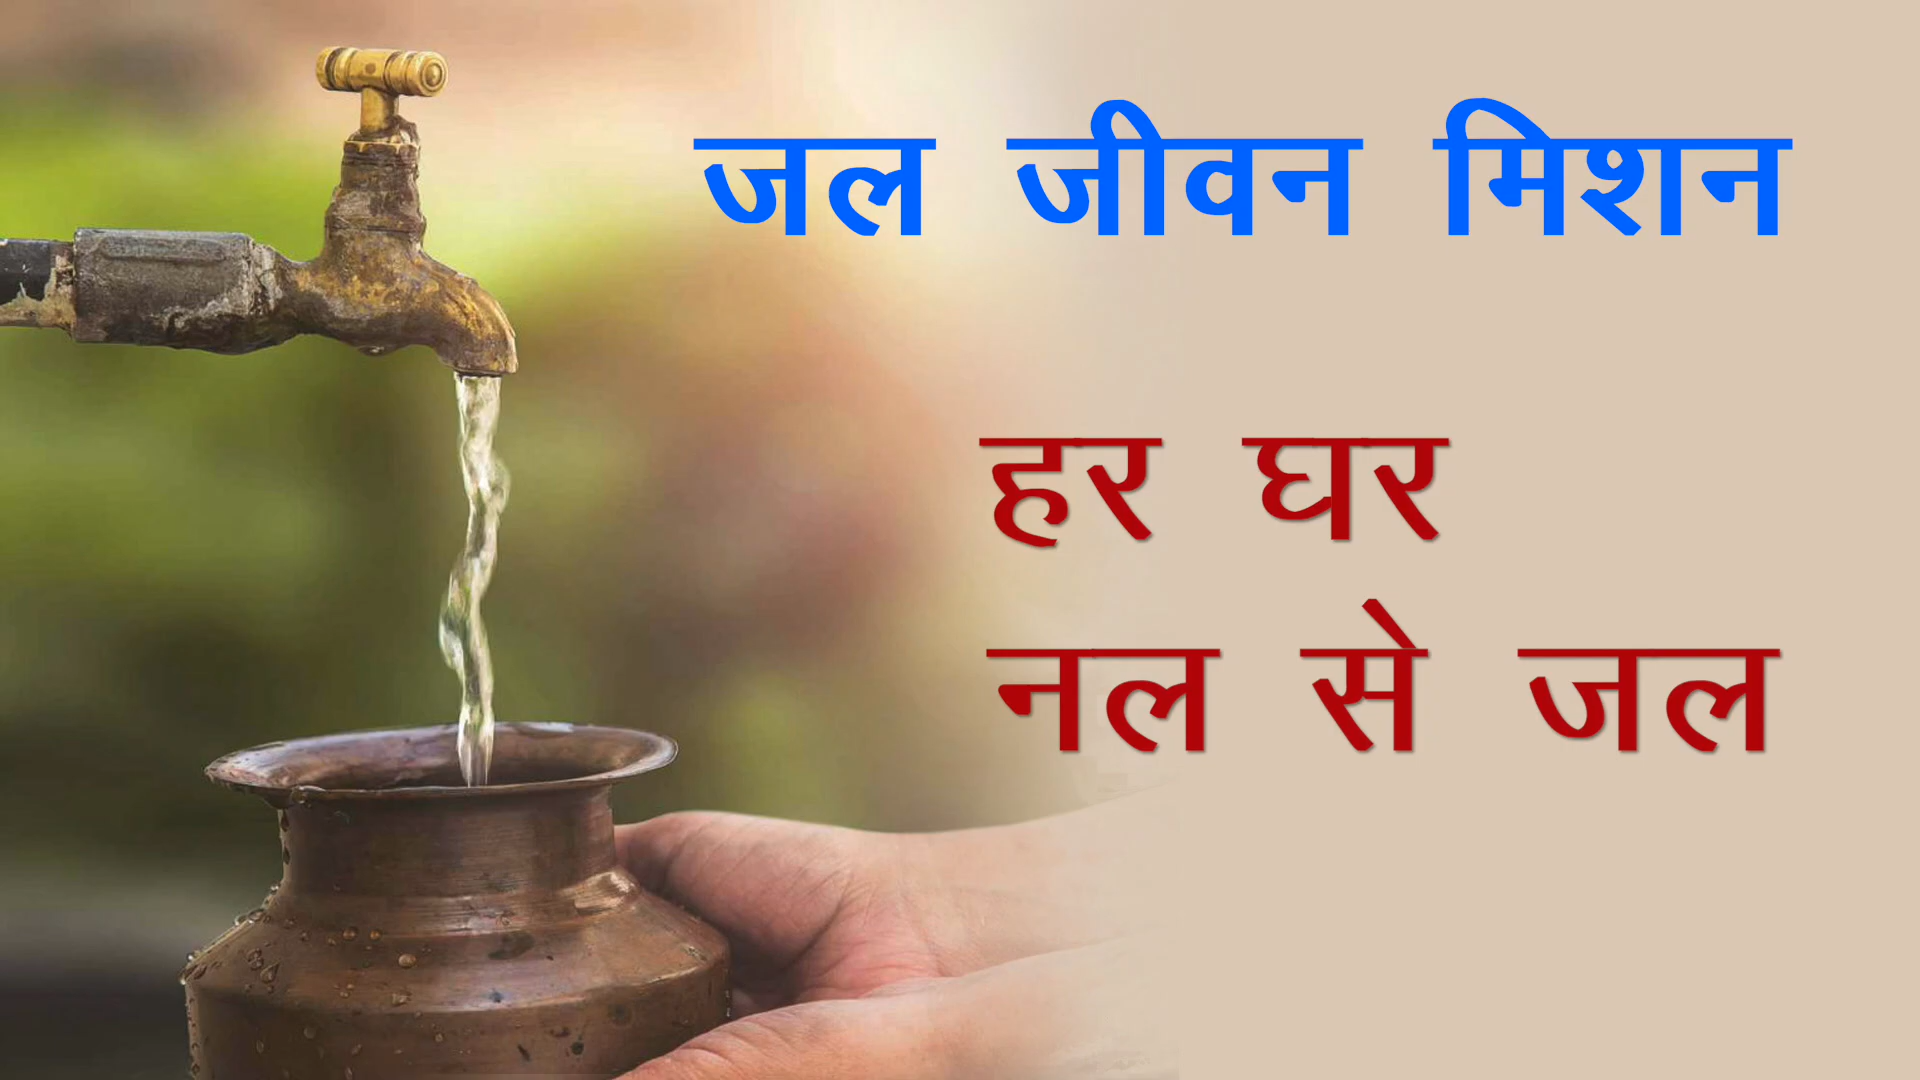 जल जीवन मिशन
हर घर
नल से जल